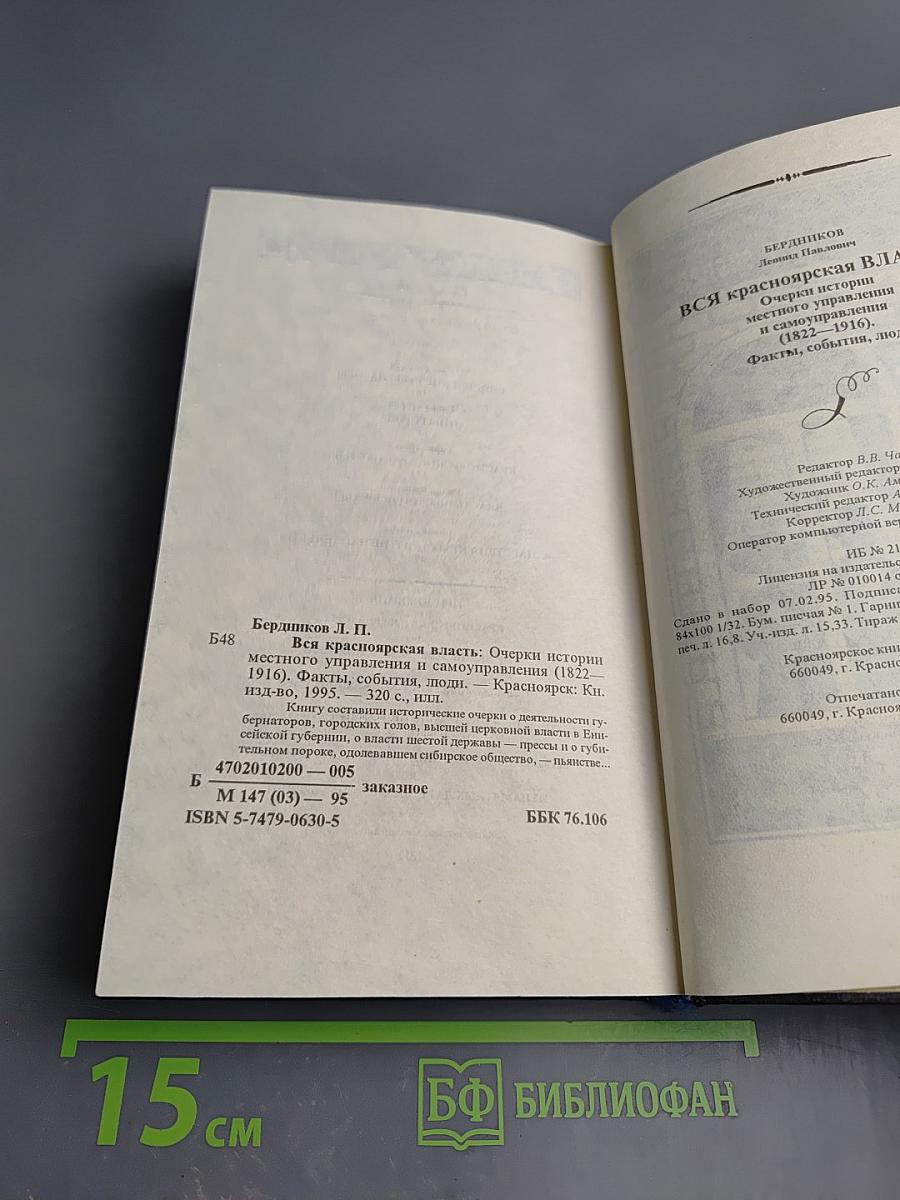 Бердников Л. П.
Б48 Вся красноярская власть: Очерки истории
местного управления и самоуправления (1822—
1916). Факты, события, люди. — Красноярск: Кн.
изд-во, 1995. — 320 с., илл.
Книгу составили исторические очерки о деятельности гу-
бернаторов, городских голов, высшей церковной власти в Ени-
сейской губернии, о власти шестой державы — прессы и о губи-
тельном пороке, одолевавшем сибирское общество, — пьянстве...
Б 4702010200 — 005 заказное
М 147 (03) — 95
ISBN 5-7479-0630-5 ББК 76.106
БЕРДНИКОВ
Леонид Павлович
ВСЯ красноярская ВЛА
Очерки истории
местного управления
и самоуправления
(1822—1916).
Факты, события, люд
Редактор В.В. Ча
Художественный редактор
Художник О.К. Ам
Технический редактор А
Корректор Л.С. М
Оператор компьютерной вер
ИБ № 21
Лицензия на издательс
ЛР № 010014 о
Сдано в набор 07.02.95. Подписа
84х100 1/32. Бум. писчая № 1. Гарни
печ. л. 16,8. Уч.-изд. л. 15,33. Тираж
Красноярское кни
660049, г. Красно
Отпечатано
660049, г. Красноя
15 см
БФ БИБЛИОФАН